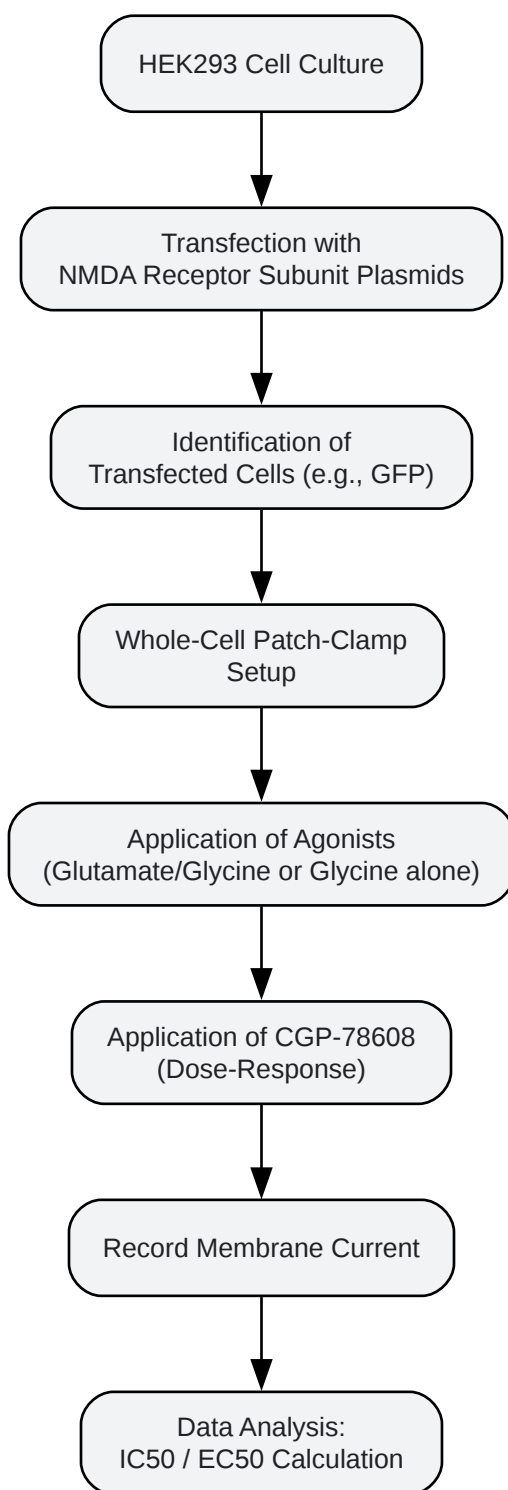 HEK293 Cell Culture
Transfection with
NMDA Receptor Subunit Plasmids
Identification of
Transfected Cells (e.g., GFP)
Whole-Cell Patch-Clamp
Setup
Application of Agonists
(Glutamate/Glycine or Glycine alone)
Application of CGP-78608
(Dose-Response)
Record Membrane Current
Data Analysis:
IC50 / EC50 Calculation